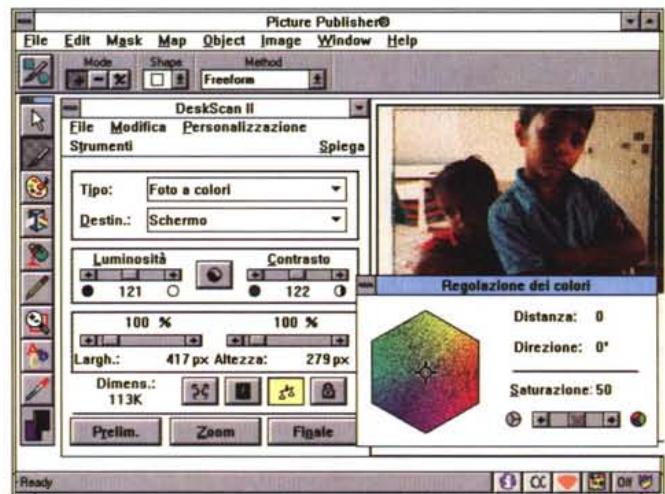 Picture Publisher®
File Edit Mask Map Object Image Window Help
Mode Shape Method
Freeform
DeskScan II
File Modifica Personalizzazione
Strumenti Spiega
Tipo: Foto a colori
Destin.: Schermo
Luminosità Contrasto
121 122
100 % 100 %
Largh.: 417 px Altezza: 279 px
Dimens.:
113K
Prelim. Zoom Finale
Regolazione dei colori
Distanza: 0
Direzione: 0°
Saturazione: 50
Ready CC Off